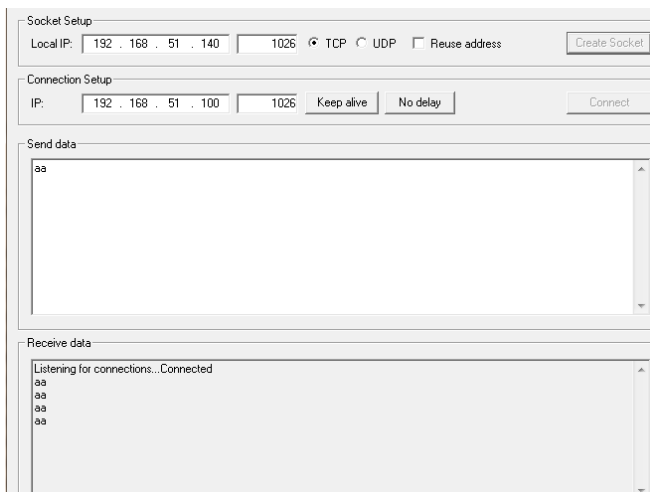 Socket Setup
Local IP: 192 . 168 . 51 . 140 1026 TCP UDP Reuse address Create Socket
Connection Setup
IP: 192 . 168 . 51 . 100 1026 Keep alive No delay Connect
Send data
aa
Receive data
Listening for connections...Connected
aa
aa
aa
aa